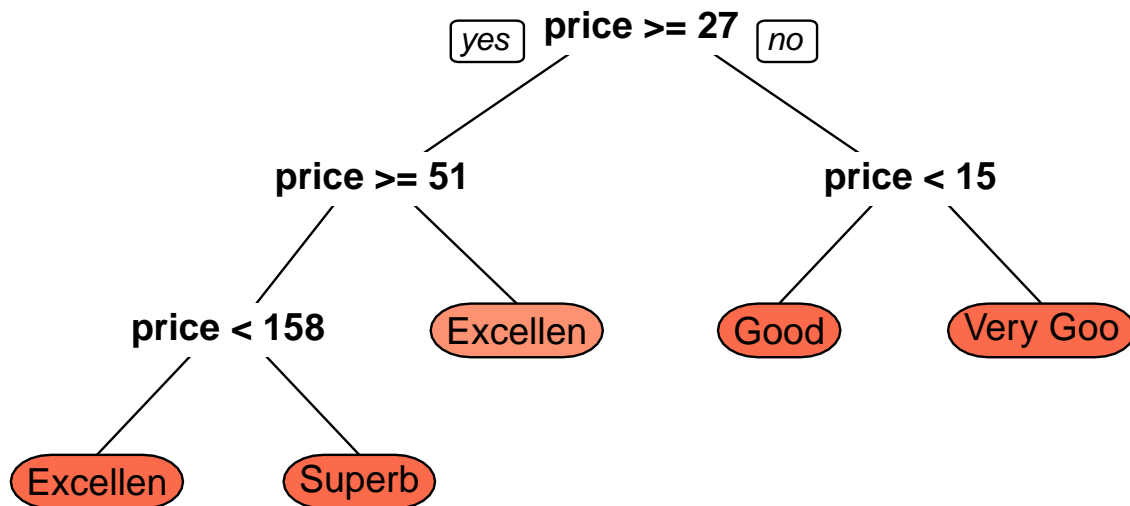 yes price >= 27 no
price >= 51 price < 15
price < 158 Excellen Good Very Goo
Excellen Superb